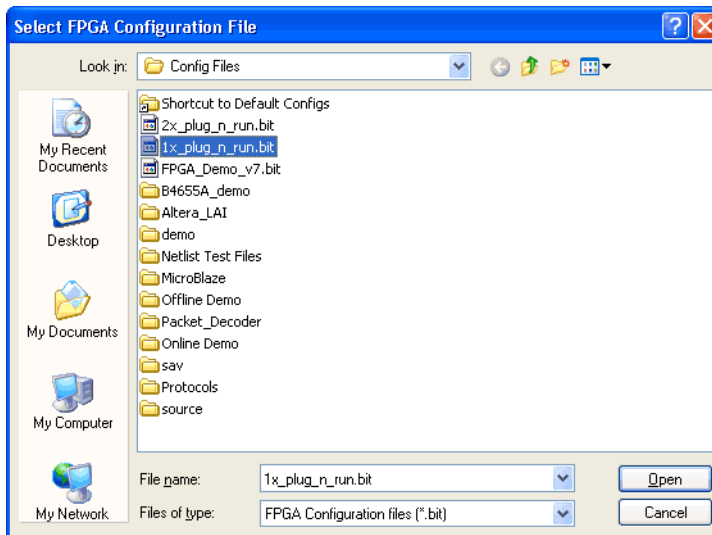 Select FPGA Configuration File
Look in:
Config Files
My Recent
Documents
Desktop
My Documents
My Computer
My Network
Shortcut to Default Configs
2x_plug_n_run.bit
1x_plug_n_run.bit
FPGA_Demo_v7.bit
B4655A_demo
Altera_LAI
demo
Netlist Test Files
MicroBlaze
Offline Demo
Packet_Decoder
Online Demo
sav
Protocols
source
File name:
1x_plug_n_run.bit
Open
Files of type:
FPGA Configuration files (*.bit)
Cancel